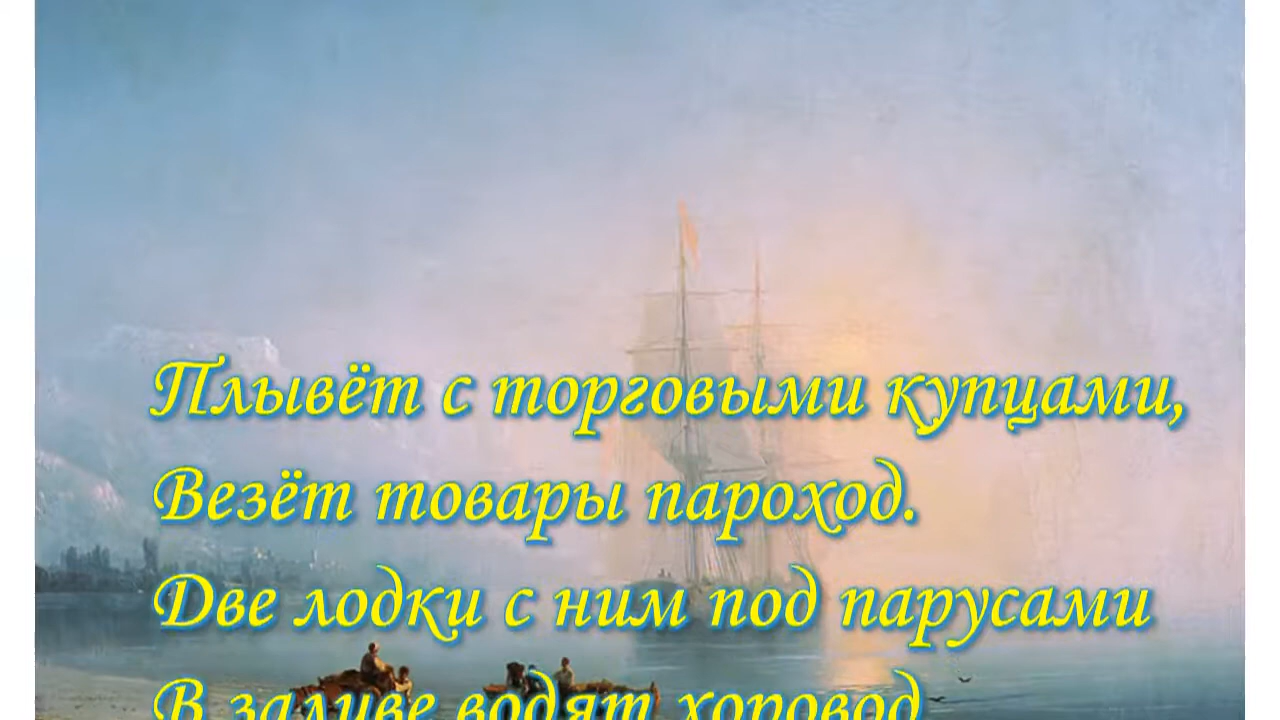 Плывёт с торговыми купцами,
Везёт товары пароход.
Две лодки с ним под парусами
В заливе водят хоровод